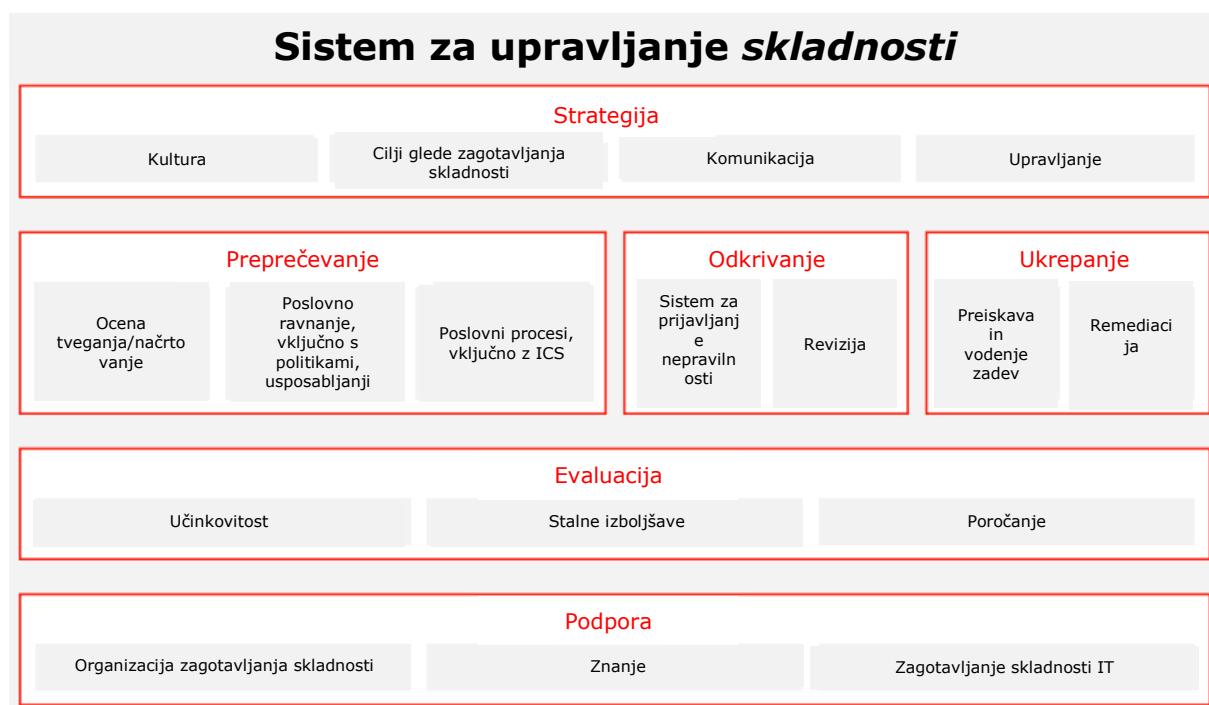 Sistem za upravljanje skladnosti
Strategija
Kultura
Cilji glede zagotavljanja
skladnosti
Komunikacija
Upravljanje
Preprečevanje
Ocena
tveganja/načrto
vanje
Poslovno
ravnanje,
vključno s
politikami,
usposabljanji
Poslovni procesi,
vključno z ICS
Odkrivanje
Sistem za
prijavljanj
e
nepraviln
osti
Revizija
Ukrepanje
Preiskava
in
vodenje
zadev
Remediaci
ja
Evaluacija
Učinkovitost
Stalne izboljšave
Poročanje
Podpora
Organizacija zagotavljanja skladnosti
Znanje
Zagotavljanje skladnosti IT